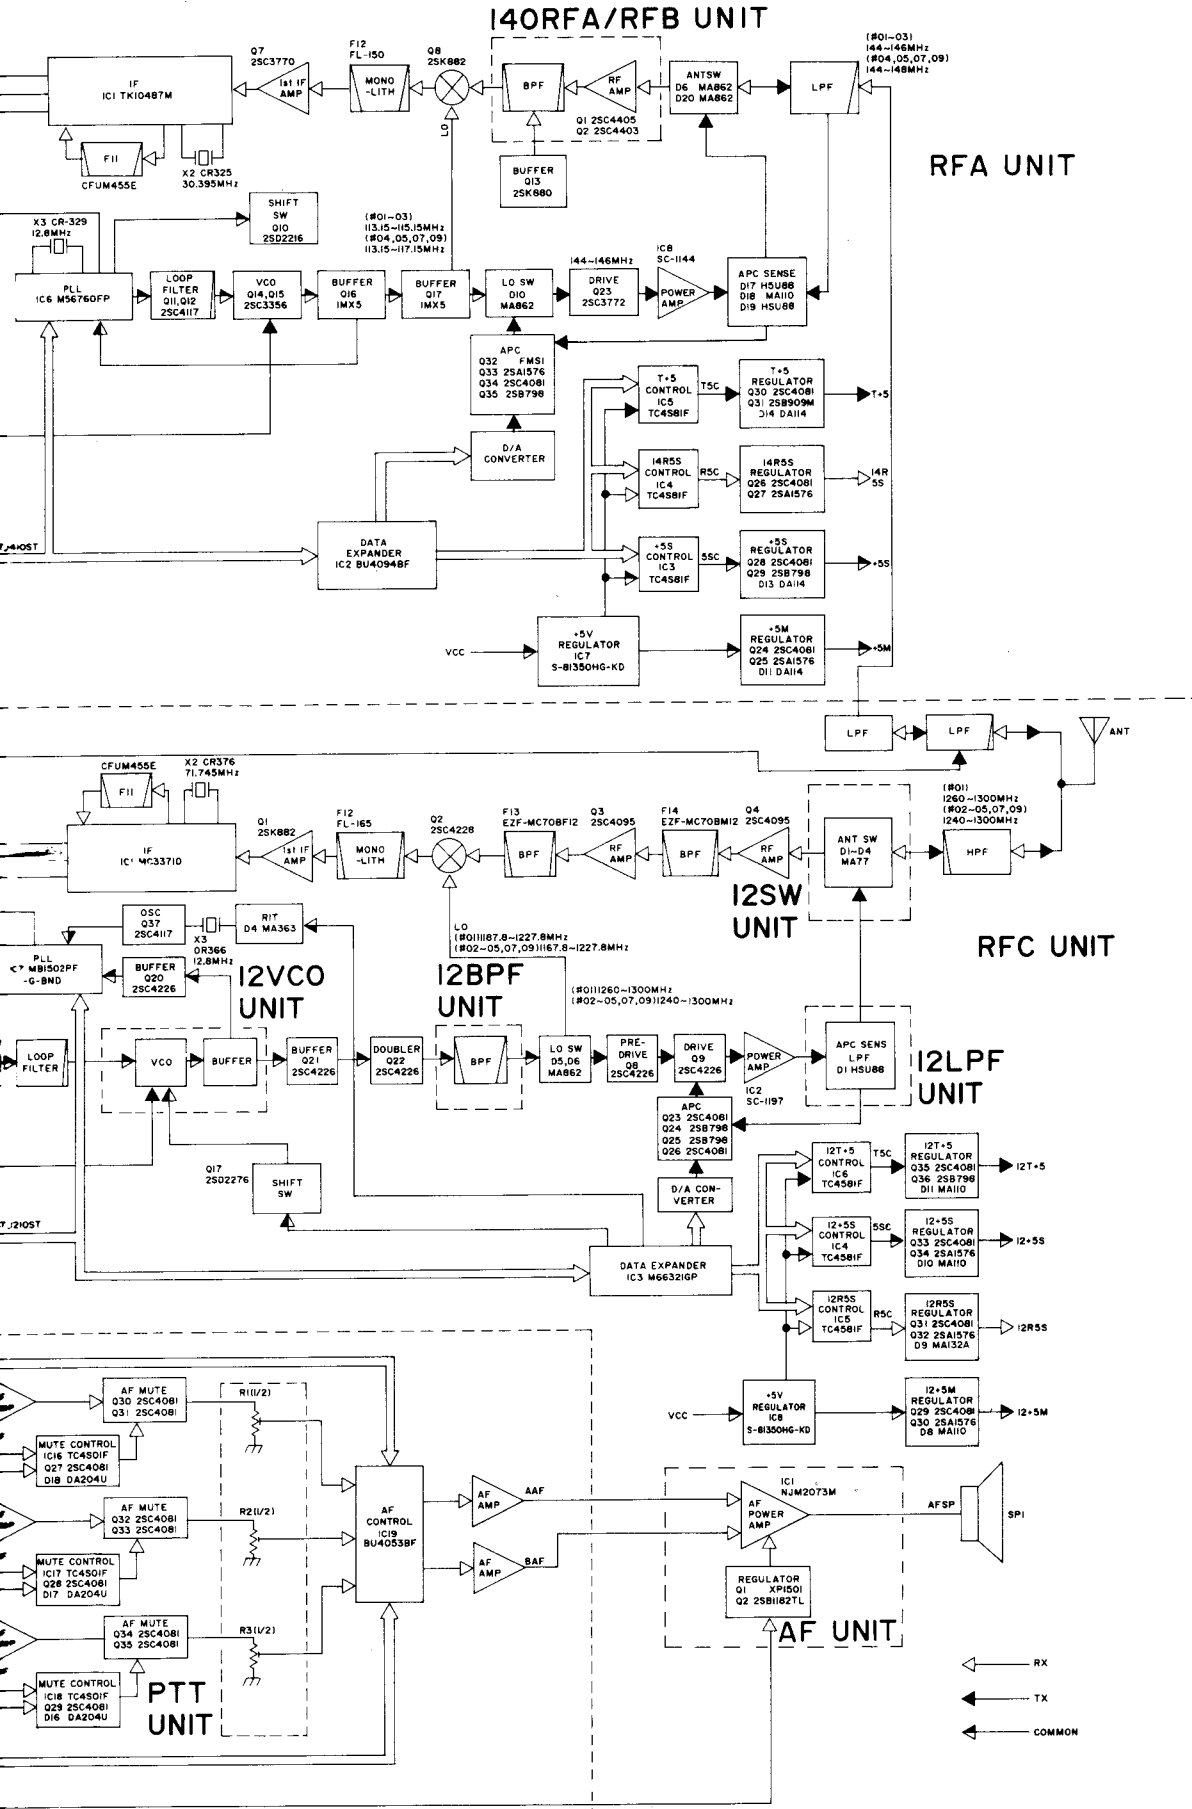 140RFA/RFB UNIT
Q7
2SC3770
F12
FL-150
Q8
2SK882
(#01~03)
144~146MHz
(#04,05,07,09)
144~148MHz
IF
IC1 TK10487M
1st IF
AMP
MONO
-LITH
BPF
RF
AMP
ANTSW
D6 MA862
D20 MA862
LPF
LO
Q1 2SC4405
Q2 2SC4403
F11
CFUM455E
X2 CR325
30.395MHz
BUFFER
Q13
2SK880
RFA UNIT
X3 CR-329
12.8MHz
SHIFT
SW
Q10
2SD2216
(#01~03)
113.15~115.15MHz
(#04,05,07,09)
113.15~117.15MHz
IC8
SC-1144
144~146MHz
PLL
IC6 M56760FP
LOOP
FILTER
Q11,Q12
2SC4117
VCO
Q14,Q15
2SC3356
BUFFER
Q16
IMX5
BUFFER
Q17
IMX5
LO SW
D10
MA862
DRIVE
Q23
2SC3772
POWER
AMP
APC SENSE
D17 HSU88
D18 MA110
D19 HSU88
APC
Q32 FMS1
Q33 2SA1576
Q34 2SC4081
Q35 2SB798
T+5
CONTROL
IC5
TC4S81F
T5C
T+5
REGULATOR
Q30 2SC4081
Q31 2SB909M
D14 DA114
T+5
D/A
CONVERTER
14R5S
CONTROL
IC4
TC4S81F
R5C
14R5S
REGULATOR
Q26 2SC4081
Q27 2SA1576
14R
5S
T,1410ST
DATA
EXPANDER
IC2 BU4094BF
+5S
CONTROL
IC3
TC4S81F
5SC
+5S
REGULATOR
Q28 2SC4081
Q29 2SB798
D13 DA114
+5S
VCC
+5V
REGULATOR
IC7
S-81350HG-KD
+5M
REGULATOR
Q24 2SC4081
Q25 2SA1576
D11 DA114
+5M
LPF
LPF
ANT
CFUM455E
F11
X2 CR376
71.745MHz
Q1
2SK882
F12
FL-165
Q2
2SC4228
F13
EZF-MC70BF12
Q3
2SC4095
F14
EZF-MC70BM12
Q4
2SC4095
(#01)
1260~1300MHz
(#02~05,07,09)
1240~1300MHz
IF
IC1 MC33710
1st IF
AMP
MONO
-LITH
BPF
RF
AMP
BPF
RF
AMP
ANT SW
D1~D4
MA77
HPF
12SW
UNIT
OSC
Q37
2SC4117
RIT
D4 MA363
X3
CR366
12.8MHz
LO
(#01)1187.8~1227.8MHz
(#02~05,07,09)1167.8~1227.8MHz
RFC UNIT
PLL
IC7 MB1502PF
-G-BND
BUFFER
Q20
2SC4226
12VCO
UNIT
12BPF
UNIT
(#01)1260~1300MHz
(#02~05,07,09)1240~1300MHz
LOOP
FILTER
VCO
BUFFER
BUFFER
Q21
2SC4226
DOUBLER
Q22
2SC4226
BPF
LO SW
D5,D6
MA862
PRE-
DRIVE
Q8
2SC4226
DRIVE
Q9
2SC4226
POWER
AMP
IC2
SC-1197
APC SENS
LPF
D1 HSU88
12LPF
UNIT
APC
Q23 2SC4081
Q24 2SB798
Q25 2SB798
Q26 2SC4081
Q17
2SD2276
SHIFT
SW
D/A CON-
VERTER
12T+5
CONTROL
IC6
TC4581F
T5C
12T+5
REGULATOR
Q35 2SC4081
Q36 2SB798
D11 MA110
12T+5
T,1210ST
DATA EXPANDER
IC3 M66321GP
12+5S
CONTROL
IC4
TC4581F
5SC
12+5S
REGULATOR
Q33 2SC4081
Q34 2SA1576
D10 MA110
12+5S
12R5S
CONTROL
IC5
TC4581F
R5C
12R5S
REGULATOR
Q31 2SC4081
Q32 2SA1576
D9 MA132A
12R5S
VCC
+5V
REGULATOR
IC8
S-81350HG-KD
12+5M
REGULATOR
Q29 2SC4081
Q30 2SA1576
D8 MA110
12+5M
AF MUTE
Q30 2SC4081
Q31 2SC4081
R1(1/2)
MUTE CONTROL
IC16 TC4S01F
Q27 2SC4081
D18 DA204U
AF MUTE
Q32 2SC4081
Q33 2SC4081
R2(1/2)
MUTE CONTROL
IC17 TC4S01F
Q28 2SC4081
D17 DA204U
AF MUTE
Q34 2SC4081
Q35 2SC4081
R3(1/2)
MUTE CONTROL
IC18 TC4S01F
Q29 2SC4081
D16 DA204U
PTT
UNIT
AF
CONTROL
IC19
BU4053BF
AF
AMP
AAF
AF
AMP
BAF
IC1
NJM2073M
AF
POWER
AMP
AFSP
SP1
REGULATOR
Q1 XP1501
Q2 2SB1182TL
AF UNIT
RX
TX
COMMON